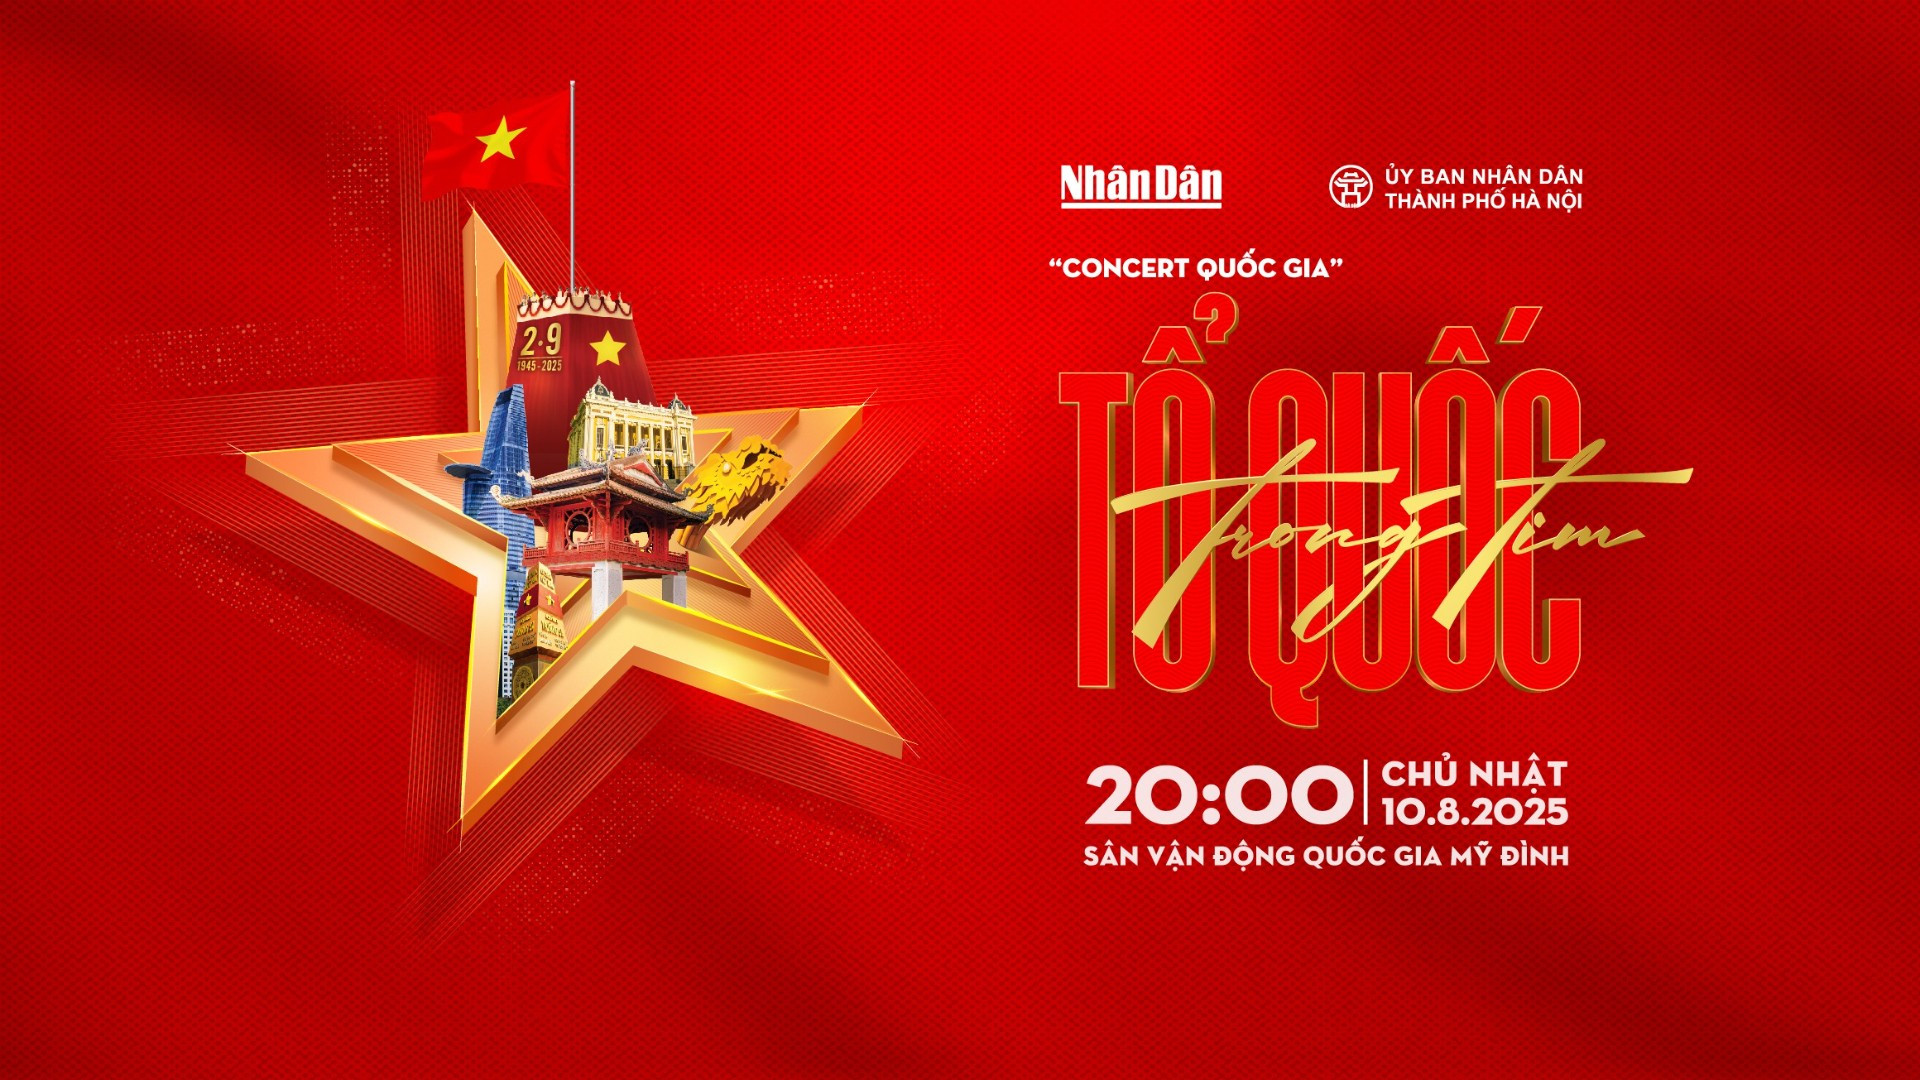 2·9
1945-2025
Nhân Dân
ỦY BAN NHÂN DÂN
THÀNH PHỐ HÀ NỘI
“CONCERT QUỐC GIA”
TỔ QUỐC
Trong Tim
20:00
CHỦ NHẬT
10.8.2025
SÂN VẬN ĐỘNG QUỐC GIA MỸ ĐÌNH